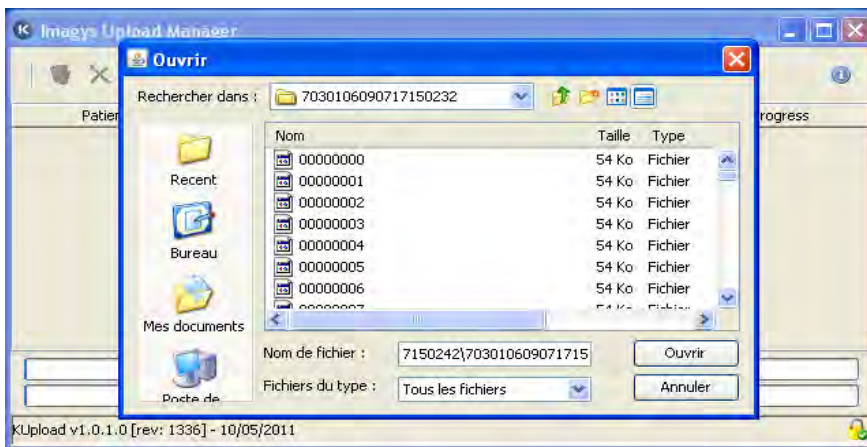 Imagys Upload Manager
Ouvrir
Rechercher dans : 7030106090717150232
Patien
rogress
Nom Taille Type
00000000 54 Ko Fichier
00000001 54 Ko Fichier
00000002 54 Ko Fichier
00000003 54 Ko Fichier
00000004 54 Ko Fichier
00000005 54 Ko Fichier
00000006 54 Ko Fichier
Recent
Bureau
Mes documents
Poste de
Nom de fichier : 7150242\703010609071715 Ouvrir
Fichiers du type : Tous les fichiers Annuler
KUpload v1.0.1.0 [rev: 1336] - 10/05/2011